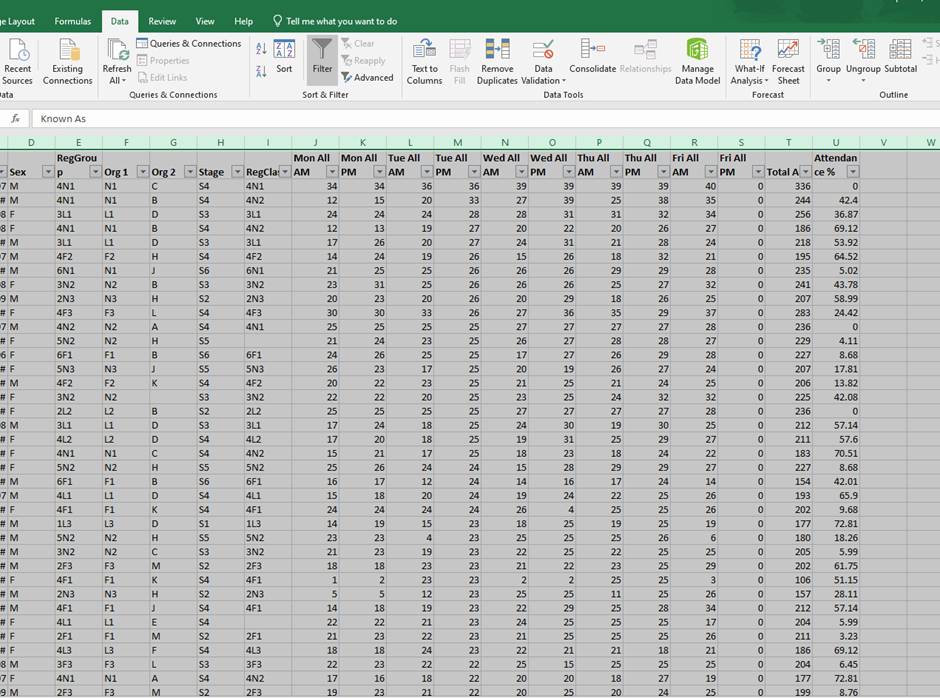 ge Layout Formulas Data Review View Help Tell me what you want to do
Recent Sources Existing Connections Refresh All Queries & Connections Properties Edit Links Sort Filter Clear Reapply Advanced Text to Columns Flash Fill Remove Duplicates Data Validation Consolidate Relationships Manage Data Model What-If Analysis Forecast Sheet Group Ungroup Subtotal
Data Queries & Connections Sort & Filter Data Tools Forecast Outline
fx Known As
D E F G H I J K L M N O P Q R S T U V W
Sex RegGroup Org 1 Org 2 Stage RegClas Mon All AM Mon All PM Tue All AM Tue All PM Wed All AM Wed All PM Thu All AM Thu All PM Fri All AM Fri All PM Total A Attendance %
07 M 4N1 N1 C S4 4N1 34 34 36 36 39 39 39 39 40 0 336 0
# M 4N1 N1 B S4 4N2 12 15 20 33 27 39 25 38 35 0 244 42.4
08 F 3L1 L1 D S3 3L1 24 24 24 28 28 31 31 32 34 0 256 36.87
08 F 4N1 N1 B S4 4N2 12 13 19 27 20 22 20 26 27 0 186 69.12
# M 3L1 L1 D S3 3L1 17 26 20 27 24 31 21 28 24 0 218 53.92
07 M 4F2 F2 H S4 4F2 14 24 19 26 15 26 18 32 21 0 195 64.52
# M 6N1 N1 J S6 6N1 21 25 25 26 26 26 29 29 28 0 235 5.02
08 F 3N2 N2 B S3 3N2 23 31 25 26 26 26 25 27 32 0 241 43.78
09 M 2N3 N3 H S2 2N3 20 23 20 26 20 29 18 26 25 0 207 58.99
# F 4F3 F3 L S4 4F3 30 30 33 26 27 36 35 29 37 0 283 24.42
07 M 4N2 N2 A S4 4N1 25 25 25 25 27 27 27 27 28 0 236 0
# F 5N2 N2 H S5 21 24 23 25 26 27 28 28 27 0 229 4.11
06 F 6F1 F1 B S6 6F1 24 26 25 25 17 27 26 29 28 0 227 8.68
# F 5N3 N3 J S5 5N3 26 23 17 25 20 19 26 27 24 0 207 17.81
# M 4F2 F2 K S4 4F2 20 22 23 25 21 25 21 24 25 0 206 13.82
# F 3N2 N2 S3 3N2 22 22 20 25 23 25 24 32 32 0 225 42.08
# F 2L2 L2 B S2 2L2 25 25 25 25 27 27 27 27 28 0 236 0
08 M 3L1 L1 D S3 3L1 17 24 18 25 24 30 19 30 25 0 212 57.14
# F 4L2 L2 D S4 4L2 17 20 18 25 19 31 25 29 27 0 211 57.6
# F 4N1 N1 C S4 4N2 15 21 17 25 18 23 18 24 22 0 183 70.51
# F 5N2 N2 H S5 5N2 25 26 24 24 15 28 29 29 27 0 227 8.68
# M 6F1 F1 B S6 6F1 16 17 12 24 14 16 17 24 14 0 154 42.01
07 M 4L1 L1 D S4 4L1 15 18 20 24 19 24 22 25 26 0 193 65.9
# F 4F1 F1 K S4 4F1 24 24 24 24 26 4 25 25 26 0 202 9.68
# M 1L3 L3 D S1 1L3 14 19 15 23 18 25 19 25 19 0 177 72.81
# M 5N2 N2 H S5 5N2 23 23 4 23 25 25 25 26 6 0 180 18.26
# M 3N2 N2 C S3 3N2 21 23 19 23 22 25 22 25 25 0 205 5.99
# M 2F3 F3 M S2 2F3 18 18 23 23 21 22 23 25 29 0 202 61.75
# F 4F1 F1 K S4 4F1 1 2 23 23 2 2 25 25 3 0 106 51.15
# M 2N3 N3 H S2 2N3 5 5 12 23 25 25 11 25 26 0 157 28.11
# M 4F1 F1 J S4 4F1 14 18 19 23 22 29 25 28 34 0 212 57.14
# F 4L1 L1 E S4 22 22 21 23 24 25 25 25 17 0 204 5.99
# F 2F1 F1 M S2 2F1 21 23 22 23 21 25 25 25 26 0 211 3.23
# F 4L3 L3 F S4 4L3 18 18 24 23 22 21 21 18 21 0 186 69.12
08 M 3F3 F3 L S3 3F3 22 23 22 22 25 15 25 25 25 0 204 6.45
07 F 4N1 N1 A S4 4N2 17 16 18 22 20 20 18 27 19 0 177 72.81
09 M 2F3 F3 M S2 2F3 19 23 21 22 20 25 20 24 25 0 199 8.76